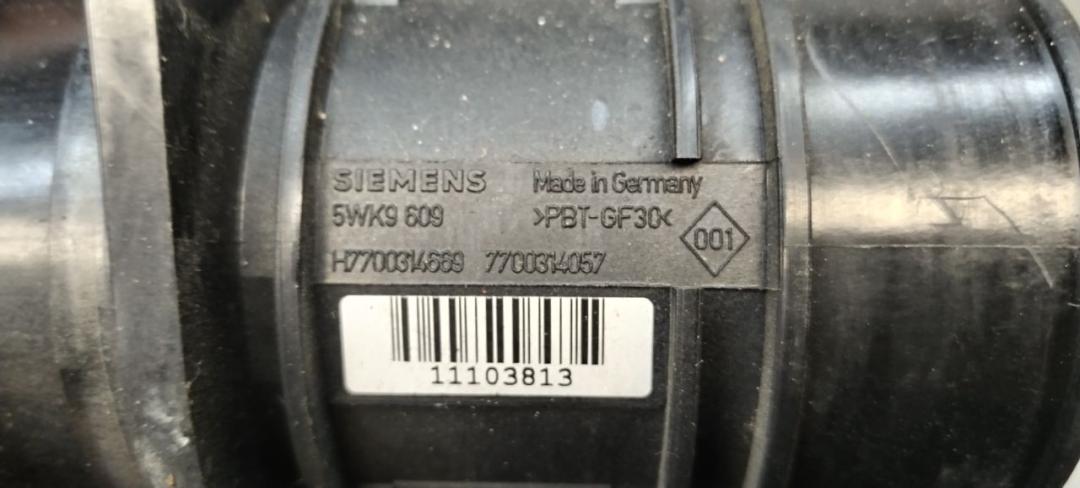 SIEMENS Made in Germany
5WK9 609 >PBT-GF30<
001
H7700314669 7700314057
11103813